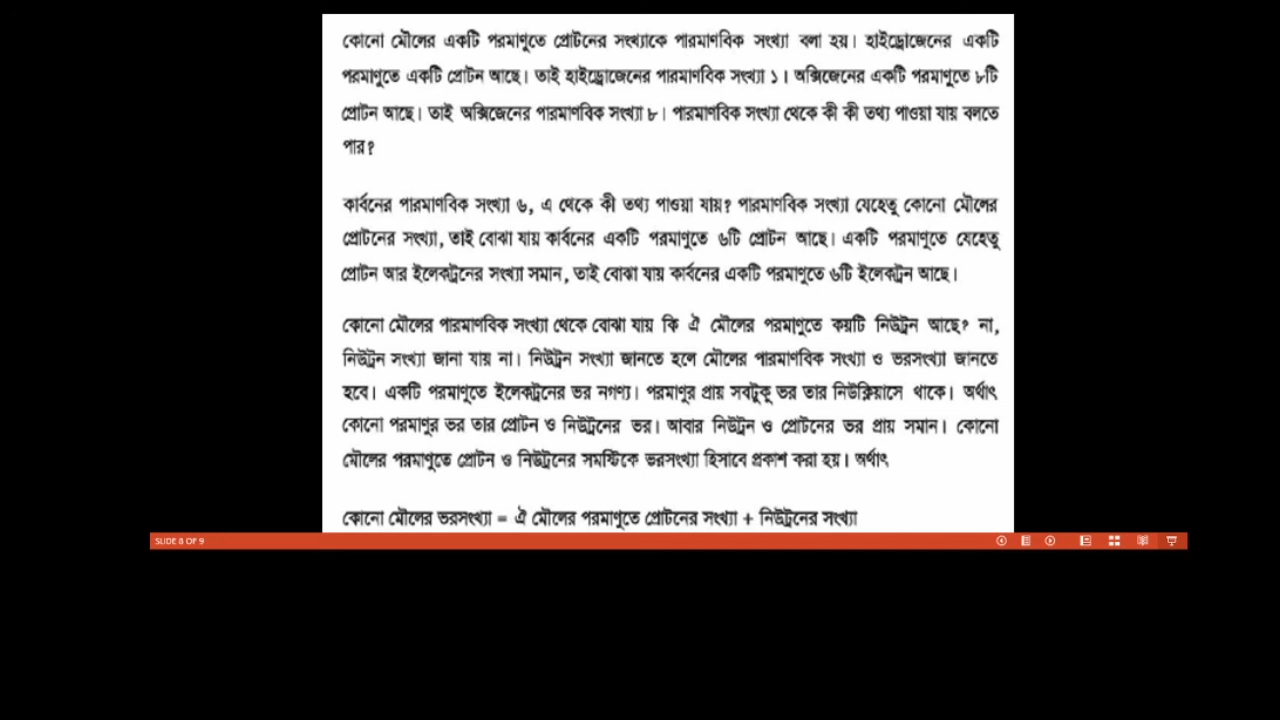 কোনো মৌলের একটি পরমাণুতে প্রোটনের সংখ্যাকে পারমাণবিক সংখ্যা বলা হয়। হাইড্রোজেনের একটি
পরমাণুতে একটি প্রোটন আছে। তাই হাইড্রোজেনের পারমাণবিক সংখ্যা ১। অক্সিজেনের একটি পরমাণুতে ৮টি
প্রোটন আছে। তাই অক্সিজেনের পারমাণবিক সংখ্যা ৮। পারমাণবিক সংখ্যা থেকে কী কী তথ্য পাওয়া যায় বলতে
পার?
কার্বনের পারমাণবিক সংখ্যা ৬, এ থেকে কী তথ্য পাওয়া যায়? পারমাণবিক সংখ্যা যেহেতু কোনো মৌলের
প্রোটনের সংখ্যা, তাই বোঝা যায় কার্বনের একটি পরমাণুতে ৬টি প্রোটন আছে। একটি পরমাণুতে যেহেতু
প্রোটন আর ইলেকট্রনের সংখ্যা সমান, তাই বোঝা যায় কার্বনের একটি পরমাণুতে ৬টি ইলেকট্রন আছে।
কোনো মৌলের পারমাণবিক সংখ্যা থেকে বোঝা যায় কি ঐ মৌলের পরমাণুতে কয়টি নিউট্রন আছে? না,
নিউট্রন সংখ্যা জানা যায় না। নিউট্রন সংখ্যা জানতে হলে মৌলের পারমাণবিক সংখ্যা ও ভরসংখ্যা জানতে
হবে। একটি পরমাণুতে ইলেকট্রনের ভর নগণ্য। পরমাণুর প্রায় সবটুকু ভর তার নিউক্লিয়াসে থাকে। অর্থাৎ
কোনো পরমাণুর ভর তার প্রোটন ও নিউট্রনের ভর। আবার নিউট্রন ও প্রোটনের ভর প্রায় সমান। কোনো
মৌলের পরমাণুতে প্রোটন ও নিউট্রনের সমষ্টিকে ভরসংখ্যা হিসাবে প্রকাশ করা হয়। অর্থাৎ
কোনো মৌলের ভরসংখ্যা = ঐ মৌলের পরমাণুতে প্রোটনের সংখ্যা + নিউট্রনের সংখ্যা
SLIDE 8 OF 9